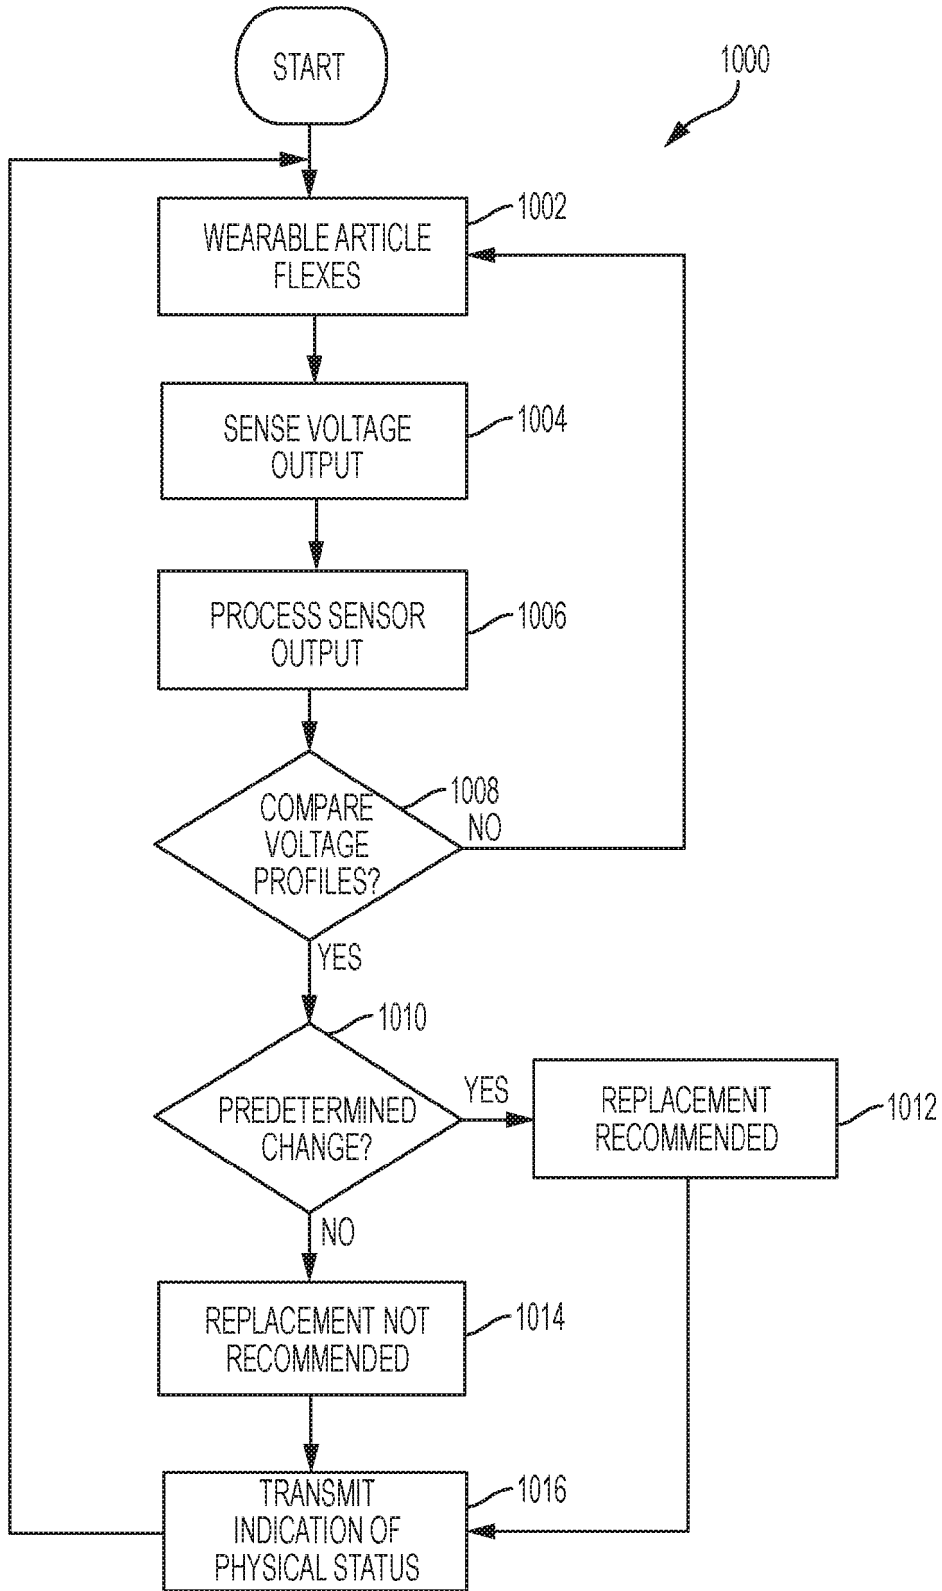 START
1000
1002
WEARABLE ARTICLE
FLEXES
1004
SENSE VOLTAGE
OUTPUT
1006
PROCESS SENSOR
OUTPUT
1008
COMPARE
VOLTAGE
PROFILES?
NO
YES
1010
PREDETERMINED
CHANGE?
YES
REPLACEMENT
RECOMMENDED
1012
NO
REPLACEMENT NOT
RECOMMENDED
1014
TRANSMIT
INDICATION OF
PHYSICAL STATUS
1016